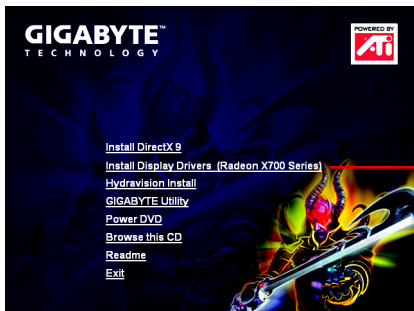 GIGABYTE™
TECHNOLOGY
POWERED BY
ATi
Install DirectX 9
Install Display Drivers (Radeon X700 Series)
Hydravision Install
GIGABYTE Utility
Power DVD
Browse this CD
Readme
Exit